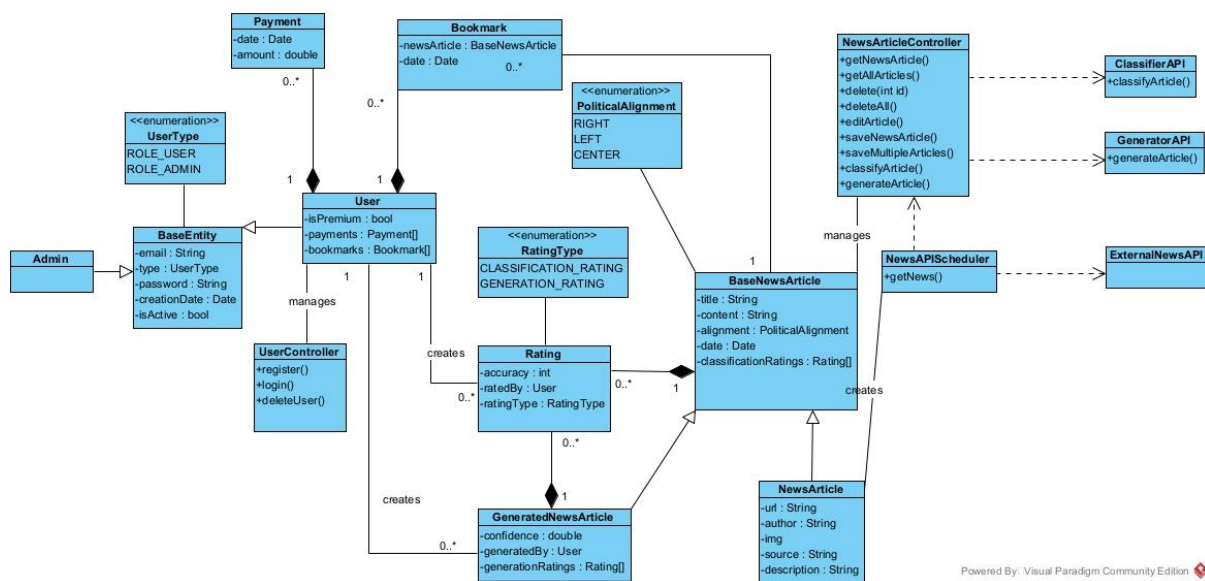 Payment
-date : Date
-amount : double
0..*
1
Bookmark
-newsArticle : BaseNewsArticle
-date : Date
0..*
0..*
1
<<enumeration>>
UserType
ROLE_USER
ROLE_ADMIN
<<enumeration>>
PoliticalAlignment
RIGHT
LEFT
CENTER
NewsArticleController
+getNewsArticle()
+getAllArticles()
+delete(int id)
+deleteAll()
+editArticle()
+saveNewsArticle()
+saveMultipleArticles()
+classifyArticle()
+generateArticle()
ClassifierAPI
+classifyArticle()
GeneratorAPI
+generateArticle()
User
-isPremium : bool
-payments : Payment[]
-bookmarks : Bookmark[]
1
1
BaseEntity
-email : String
-type : UserType
-password : String
-creationDate : Date
-isActive : bool
Admin
manages
UserController
+register()
+login()
+deleteUser()
<<enumeration>>
RatingType
CLASSIFICATION_RATING
GENERATION_RATING
manages
1
NewsAPIScheduler
+getNews()
ExternalNewsAPI
BaseNewsArticle
-title : String
-content : String
-alignment : PoliticalAlignment
-date : Date
-classificationRatings : Rating[]
creates
Rating
-accuracy : int
-ratedBy : User
-ratingType : RatingType
0..*
0..*
1
0..*
creates
creates
1
0..*
GeneratedNewsArticle
-confidence : double
-generatedBy : User
-generationRatings : Rating[]
NewsArticle
-url : String
-author : String
-img
-source : String
-description : String
Powered By: Visual Paradigm Community Edition